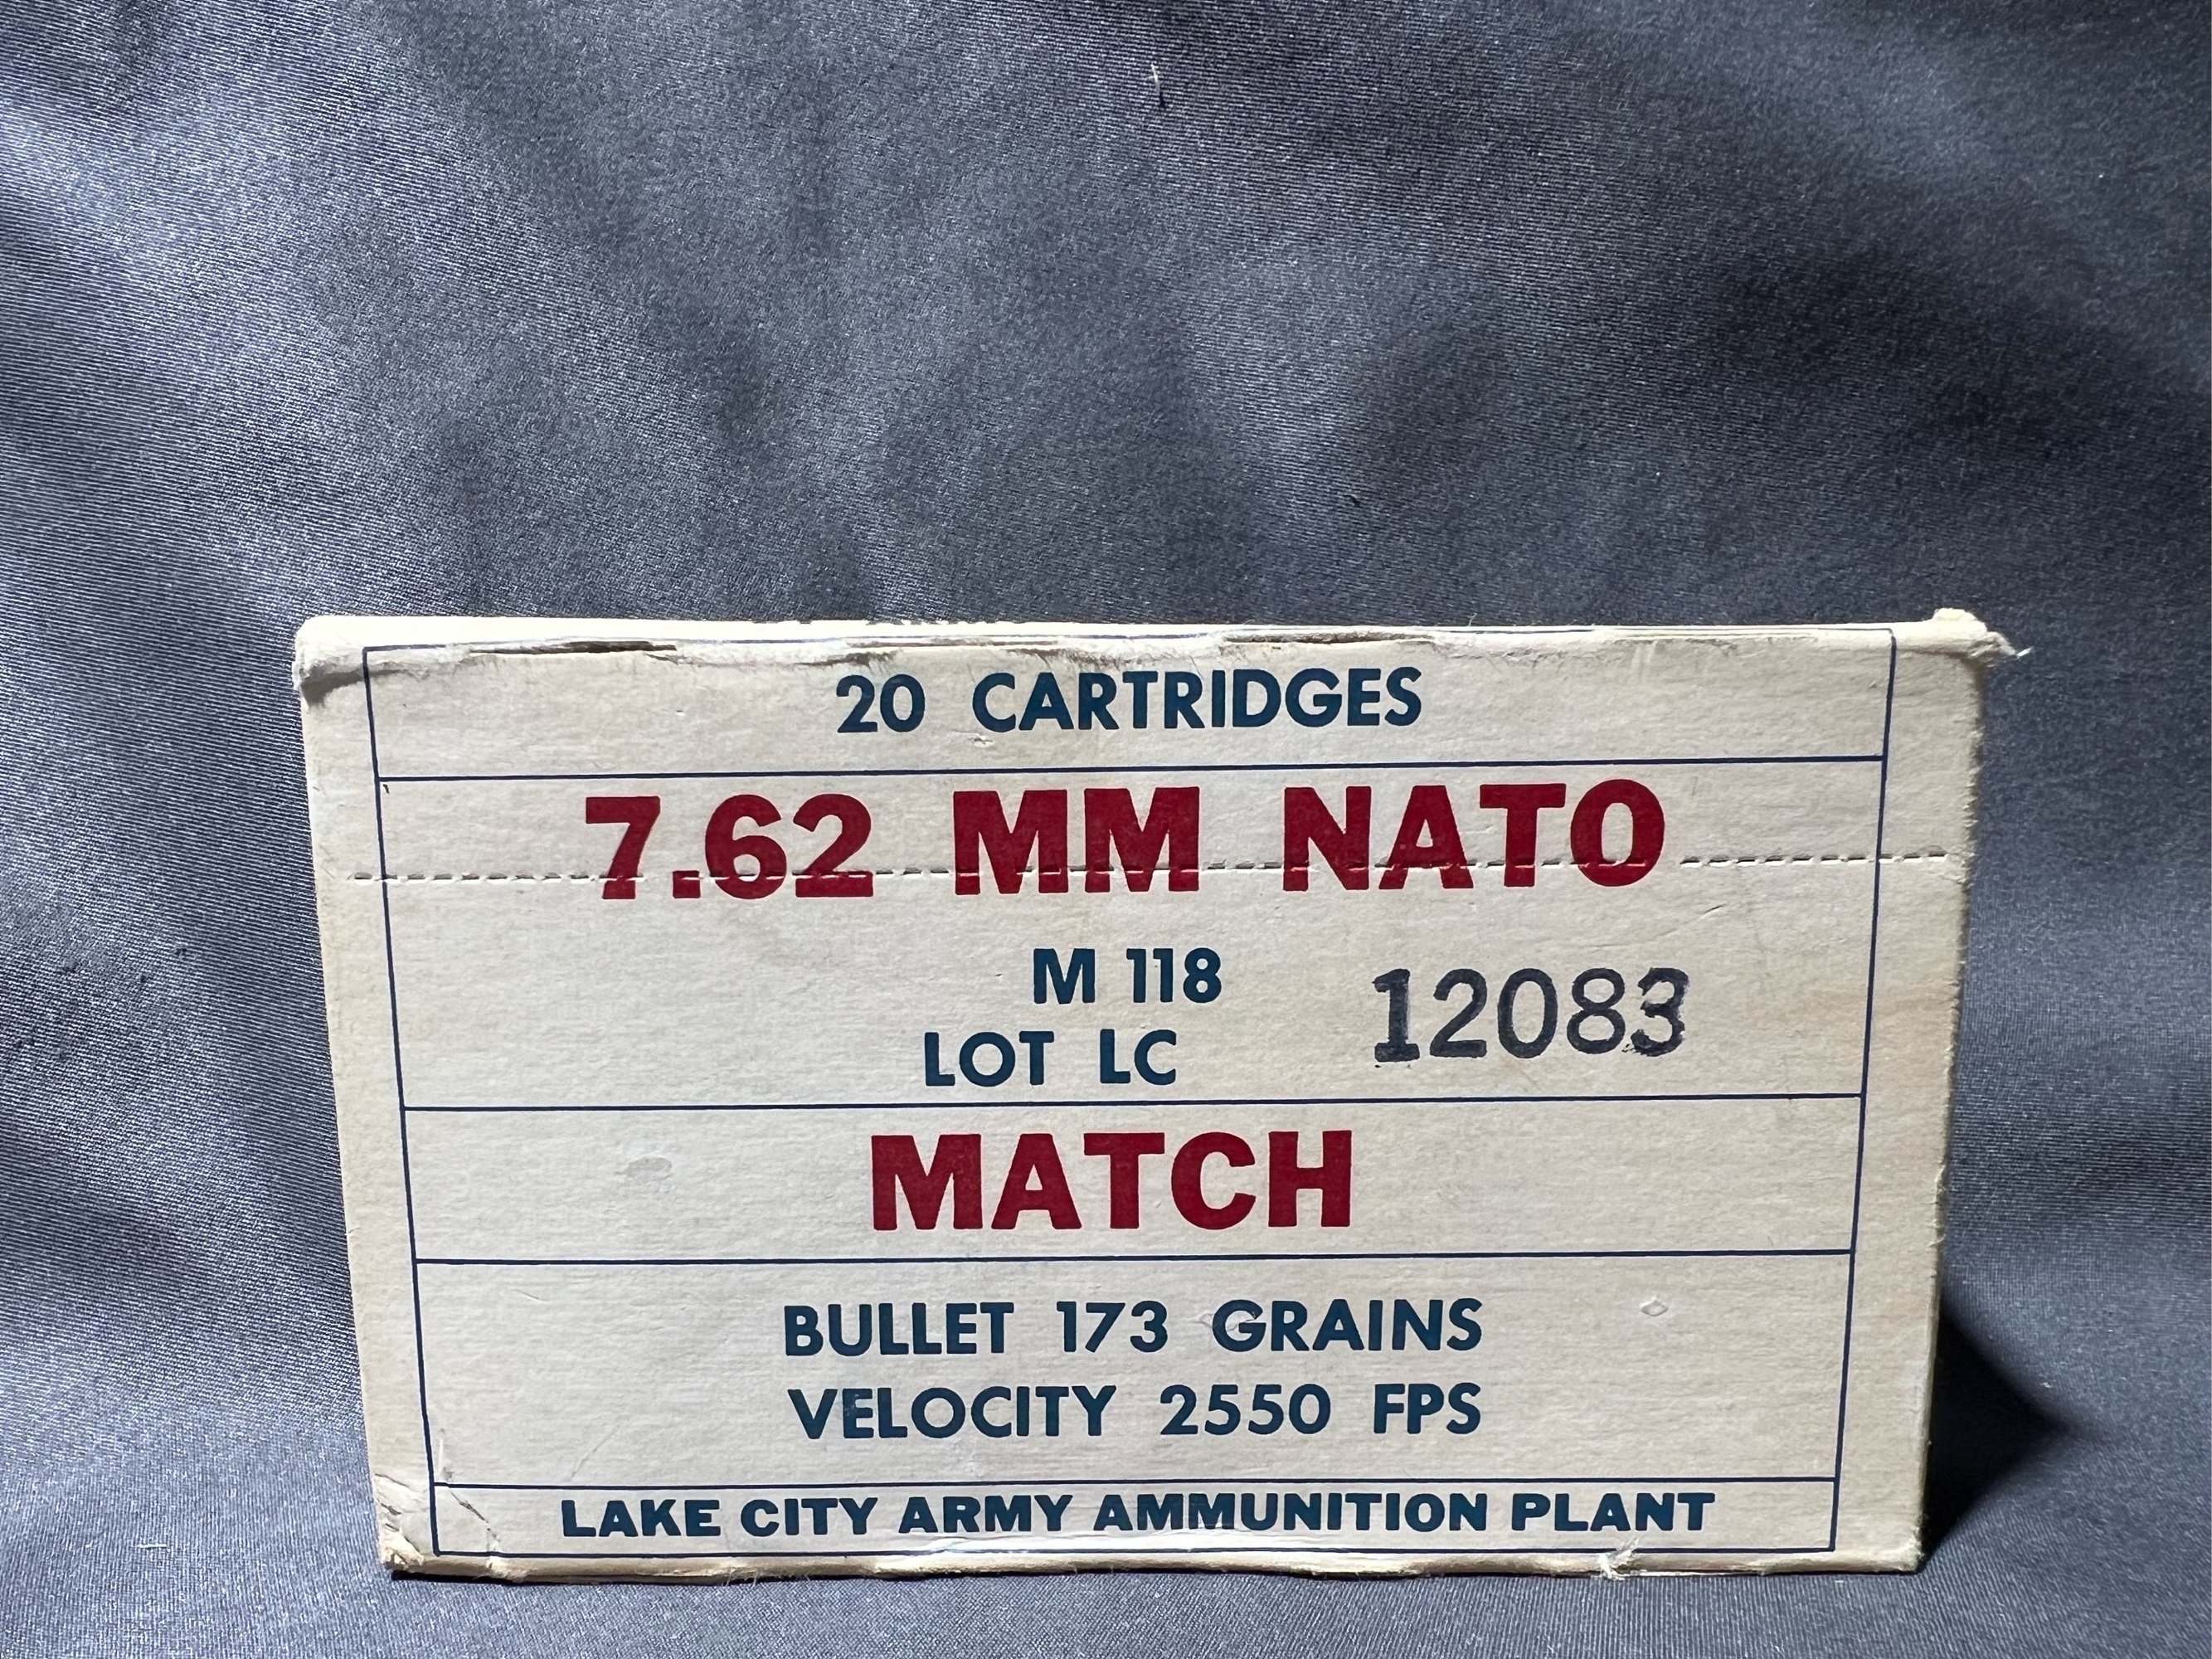 20 CARTRIDGES
7.62 MM NATO
M 118
LOT LC 12083
MATCH
BULLET 173 GRAINS
VELOCITY 2550 FPS
LAKE CITY ARMY AMMUNITION PLANT